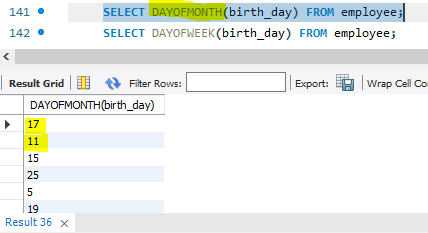 141 SELECT DAYOFMONTH(birth_day) FROM employee;
142 SELECT DAYOFWEEK(birth_day) FROM employee;
Result Grid Filter Rows: Export: Wrap Cell Co
DAYOFMONTH(birth_day)
17
11
15
25
5
19
Result 36 ×